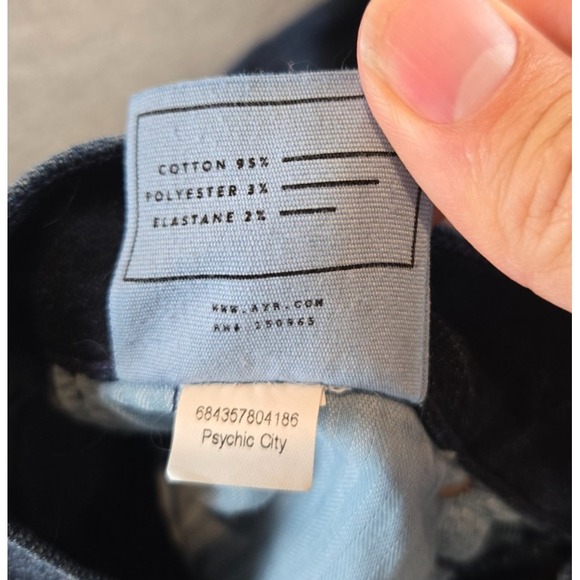 COTTON 95%
POLYESTER 3%
ELASTANE 2%
WWW.AYR.COM
RN# 150965
684357804186
Psychic City